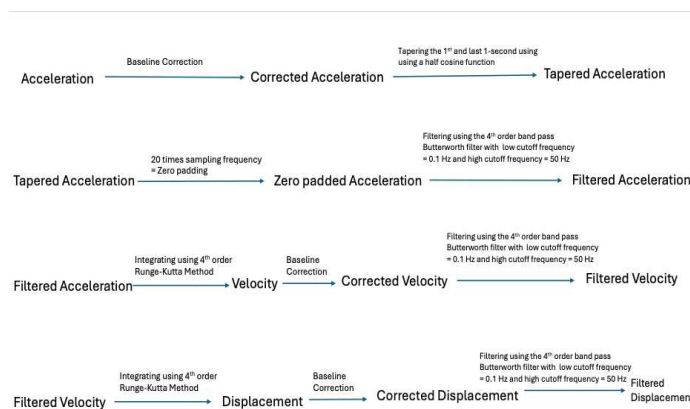 Baseline Correction
Tapering the 1st and last 1-second using
using a half cosine function
Acceleration
Corrected Acceleration
Tapered Acceleration
20 times sampling frequency
= Zero padding
Filtering using the 4th order band pass
Butterworth filter with low cutoff frequency
= 0.1 Hz and high cutoff frequency = 50 Hz
Tapered Acceleration
Zero padded Acceleration
Filtered Acceleration
Integrating using 4th order
Runge-Kutta Method
Baseline
Correction
Filtering using the 4th order band pass
Butterworth filter with low cutoff frequency
= 0.1 Hz and high cutoff frequency = 50 Hz
Filtered Acceleration
Velocity
Corrected Velocity
Filtered Velocity
Integrating using 4th order
Runge-Kutta Method
Baseline
Correction
Filtering using the 4th order band pass
Butterworth filter with low cutoff frequency
= 0.1 Hz and high cutoff frequency = 50 Hz
Filtered Velocity
Displacement
Corrected Displacement
Filtered
Displacemen